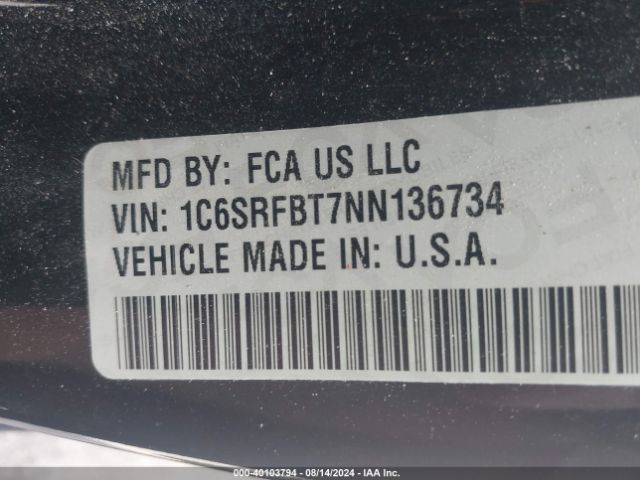 MFD BY: FCA US LLC
VIN: 1C6SRFBT7NN136734
VEHICLE MADE IN: U.S.A.
000-40103794 - 08/14/2024 - IAA Inc.